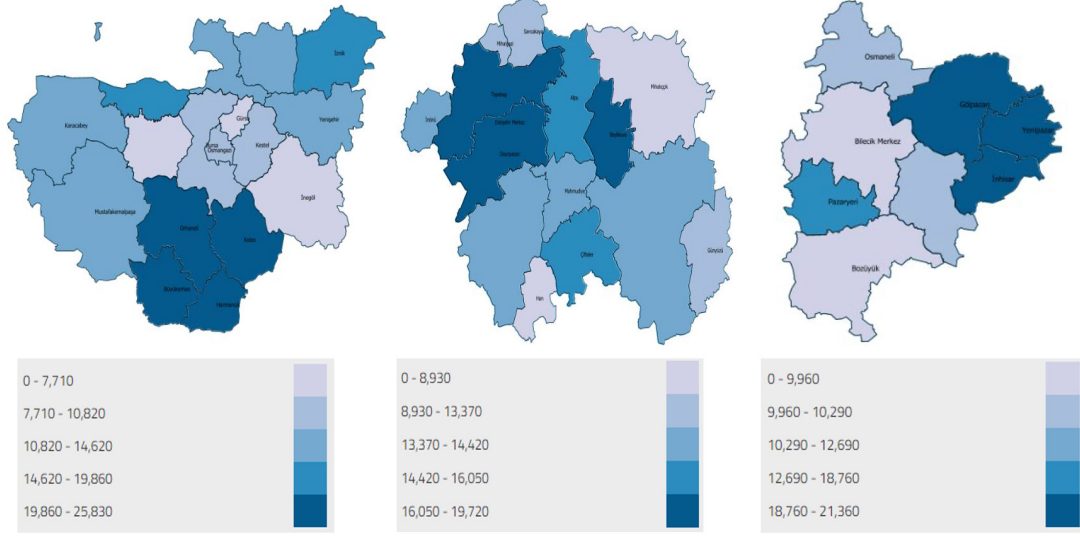 İznik
Karacabey
Gürsu
Yenişehir
Bursa
Osmangazi
Kestel
İnegöl
Mustafakemalpaşa
Orhaneli
Keles
Büyükorhan
Harmancık
Sarıcakaya
Mihalgazi
Mihalıççık
Tepebaşı
Alpu
İnönü
Eskişehir Merkez
Beylikova
Odunpazarı
Mahmudiye
Günyüzü
Çifteler
Han
Osmaneli
Gölpazarı
Yenipazar
Bilecik Merkez
İnhisar
Pazaryeri
Bozüyük
0 - 7,710
7,710 - 10,820
10,820 - 14,620
14,620 - 19,860
19,860 - 25,830
0 - 8,930
8,930 - 13,370
13,370 - 14,420
14,420 - 16,050
16,050 - 19,720
0 - 9,960
9,960 - 10,290
10,290 - 12,690
12,690 - 18,760
18,760 - 21,360